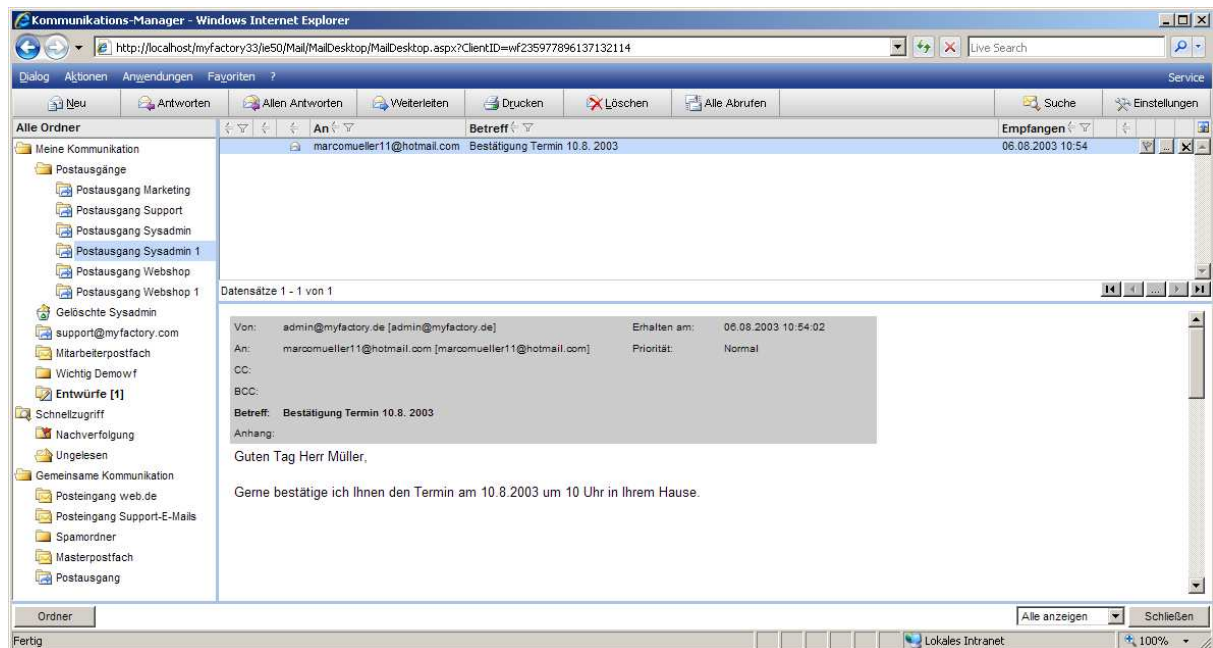 Kommunikations-Manager - Windows Internet Explorer
http://localhost/myfactory33/ie50/Mail/MailDesktop/MailDesktop.aspx?ClientID=wf235977896137132114 Live Search
Dialog Aktionen Anwendungen Favoriten ? Service
Neu Antworten Allen Antworten Weiterleiten Drucken Löschen Alle Abrufen Suche Einstellungen
Alle Ordner An Betreff Empfangen
Meine Kommunikation
Postausgänge
Postausgang Marketing
Postausgang Support
Postausgang Sysadmin
Postausgang Sysadmin 1
Postausgang Webshop
Postausgang Webshop 1
Gelöschte Sysadmin
support@myfactory.com
Mitarbeiterpostfach
Wichtig Demowf
Entwürfe [1]
Schnellzugriff
Nachverfolgung
Ungelesen
Gemeinsame Kommunikation
Posteingang web.de
Posteingang Support-E-Mails
Spamordner
Masterpostfach
Postausgang
marcomueller11@hotmail.com Bestätigung Termin 10.8. 2003 06.08.2003 10:54
Datensätze 1 - 1 von 1
Von: admin@myfactory.de [admin@myfactory.de] Erhalten am: 06.08.2003 10:54:02
An: marcomueller11@hotmail.com [marcomueller11@hotmail.com] Priorität: Normal
CC:
BCC:
Betreff: Bestätigung Termin 10.8. 2003
Anhang:
Guten Tag Herr Müller,
Gerne bestätige ich Ihnen den Termin am 10.8.2003 um 10 Uhr in Ihrem Hause.
Ordner Alle anzeigen Schließen
Fertig Lokales Intranet 100%